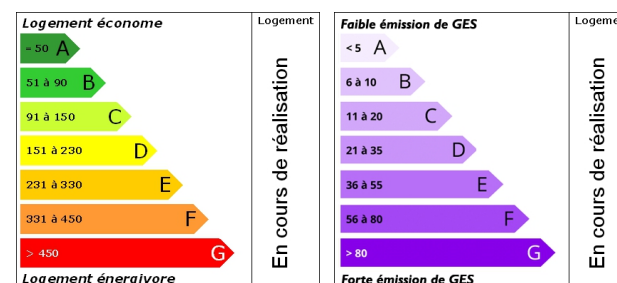 Logement économe
Logement
= 50 A
51 à 90 B
91 à 150 C
151 à 230 D
231 à 330 E
331 à 450 F
> 450 G
Logement énergivore
En cours de réalisation
Faible émission de GES
Logeme
< 5 A
6 à 10 B
11 à 20 C
21 à 35 D
36 à 55 E
56 à 80 F
> 80 G
Forte émission de GES
En cours de réalisation